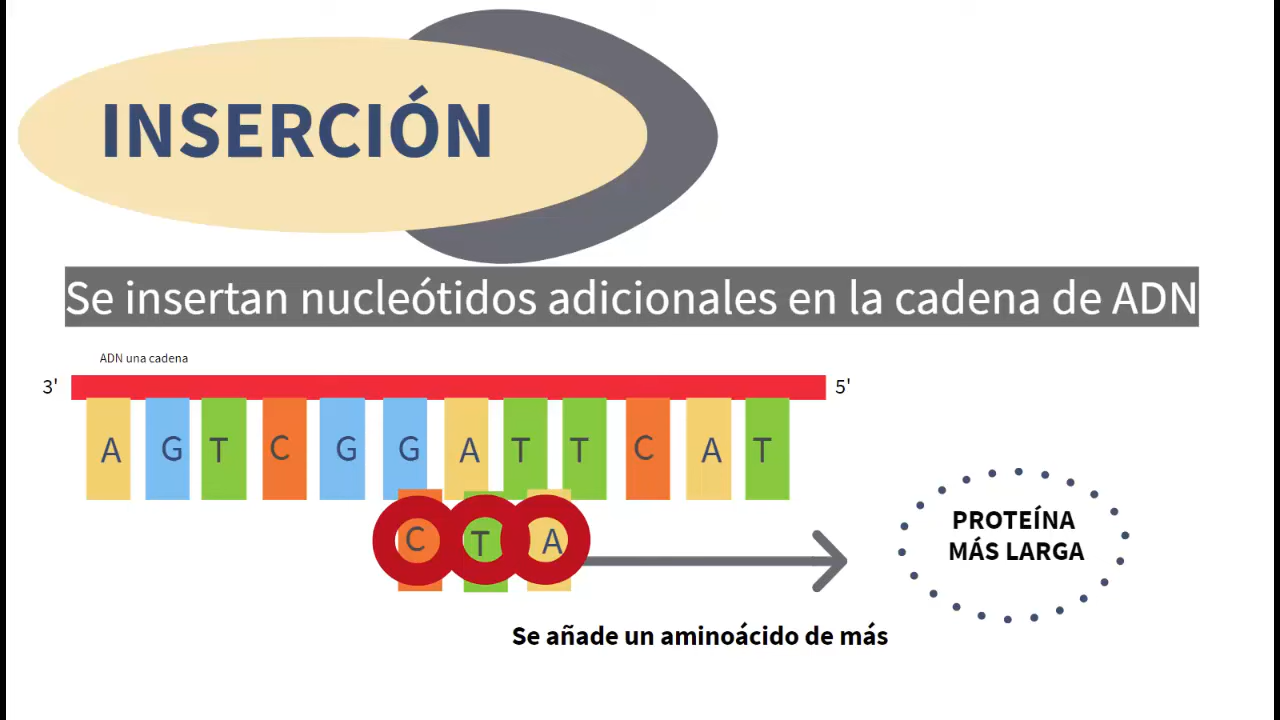 INSERCIÓN
Se insertan nucleótidos adicionales en la cadena de ADN
ADN una cadena
3' 5'
A G T C G G A T T C A T
C T A
PROTEÍNA
MÁS LARGA
Se añade un aminoácido de más